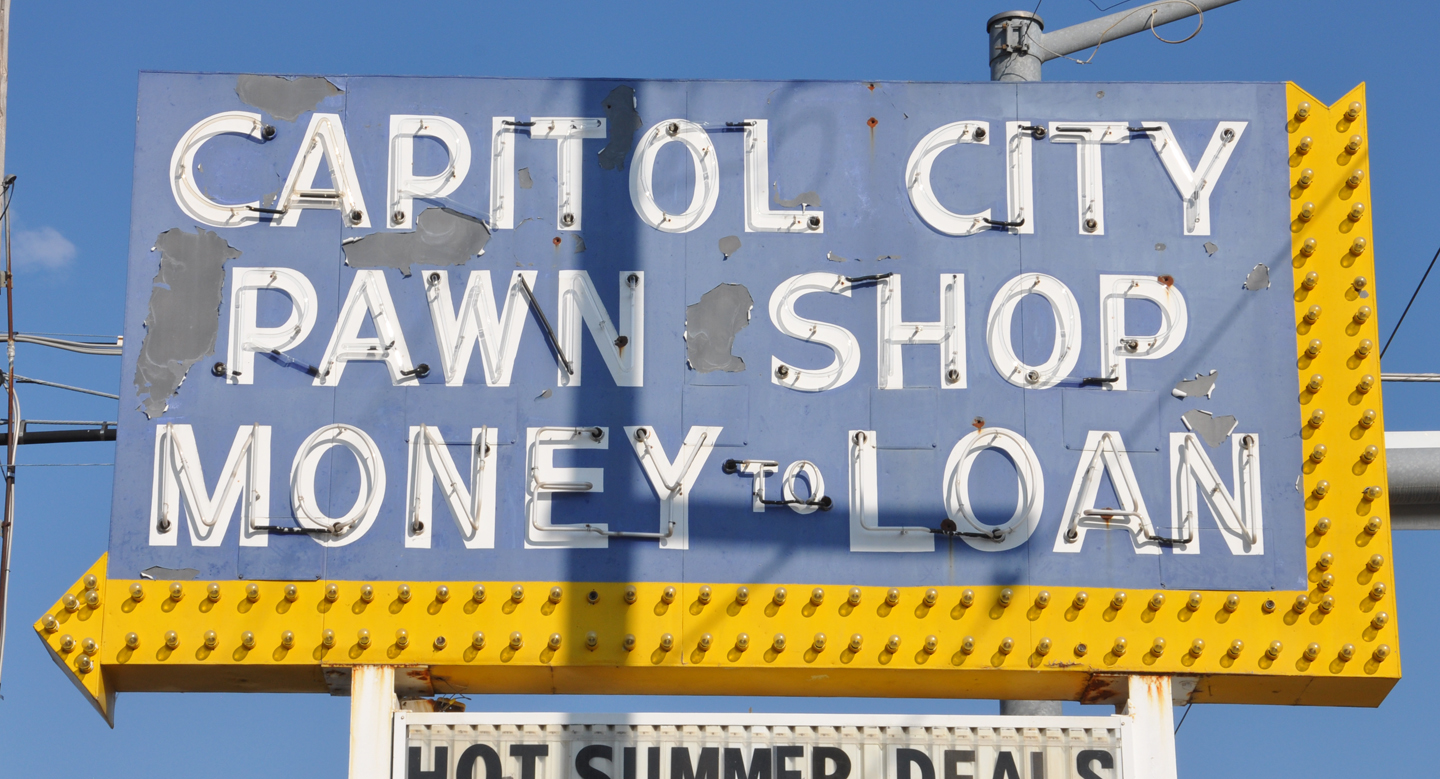 CAPITOL CITY
PAWN SHOP
MONEY TO LOAN
HOT SUMMER DEALS